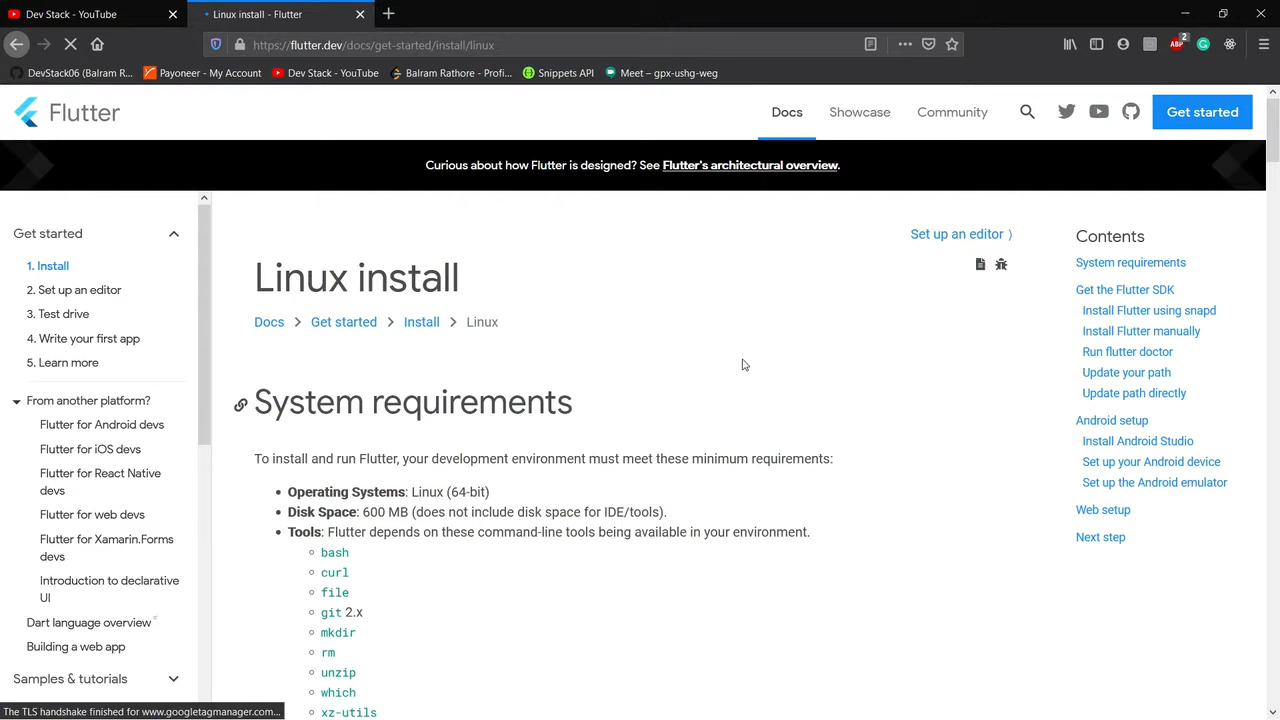 Dev Stack - YouTube
Linux install - Flutter
https://flutter.dev/docs/get-started/install/linux
2
ABP
DevStack06 (Balram R...
Payoneer - My Account
Dev Stack - YouTube
Balram Rathore - Profi...
Snippets API
Meet – gpx-ushg-weg
Flutter
Docs
Showcase
Community
Get started
Curious about how Flutter is designed? See Flutter's architectural overview.
Get started
1. Install
2. Set up an editor
3. Test drive
4. Write your first app
5. Learn more
From another platform?
Flutter for Android devs
Flutter for iOS devs
Flutter for React Native
devs
Flutter for web devs
Flutter for Xamarin.Forms
devs
Introduction to declarative
UI
Dart language overview
Building a web app
Samples & tutorials
Set up an editor ⟩
Linux install
Docs > Get started > Install > Linux
System requirements
To install and run Flutter, your development environment must meet these minimum requirements:
• Operating Systems: Linux (64-bit)
• Disk Space: 600 MB (does not include disk space for IDE/tools).
• Tools: Flutter depends on these command-line tools being available in your environment.
bash
curl
file
git 2.x
mkdir
rm
unzip
which
xz-utils
Contents
System requirements
Get the Flutter SDK
Install Flutter using snapd
Install Flutter manually
Run flutter doctor
Update your path
Update path directly
Android setup
Install Android Studio
Set up your Android device
Set up the Android emulator
Web setup
Next step
The TLS handshake finished for www.googletagmanager.com...